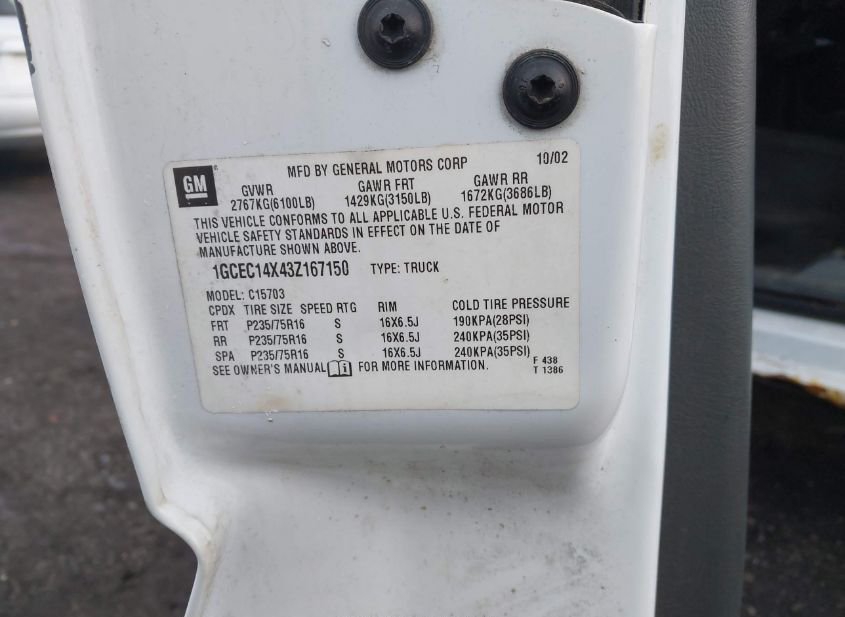 GM
MFD BY GENERAL MOTORS CORP 10/02
GVWR GAWR FRT GAWR RR
2767KG(6100LB) 1429KG(3150LB) 1672KG(3686LB)
THIS VEHICLE CONFORMS TO ALL APPLICABLE U.S. FEDERAL MOTOR
VEHICLE SAFETY STANDARDS IN EFFECT ON THE DATE OF
MANUFACTURE SHOWN ABOVE.
1GCEC14X43Z167150 TYPE: TRUCK
MODEL: C15703
CPDX TIRE SIZE SPEED RTG RIM COLD TIRE PRESSURE
FRT P235/75R16 S 16X6.5J 190KPA(28PSI)
RR P235/75R16 S 16X6.5J 240KPA(35PSI)
SPA P235/75R16 S 16X6.5J 240KPA(35PSI)
SEE OWNER'S MANUAL FOR MORE INFORMATION.
F 438
T 1386